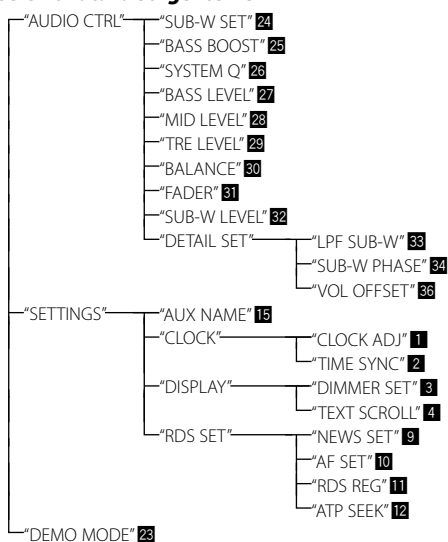 “AUDIO CTRL” “SUB-W SET” 24
“BASS BOOST” 25
“SYSTEM Q” 26
“BASS LEVEL” 27
“MID LEVEL” 28
“TRE LEVEL” 29
“BALANCE” 30
“FADER” 31
“SUB-W LEVEL” 32
“DETAIL SET” “LPF SUB-W” 33
“SUB-W PHASE” 34
“VOL OFFSET” 36
“SETTINGS” “AUX NAME” 15
“CLOCK” “CLOCK ADJ” 1
“TIME SYNC” 2
“DISPLAY” “DIMMER SET” 3
“TEXT SCROLL” 4
“RDS SET” “NEWS SET” 9
“AF SET” 10
“RDS REG” 11
“ATP SEEK” 12
“DEMO MODE” 23